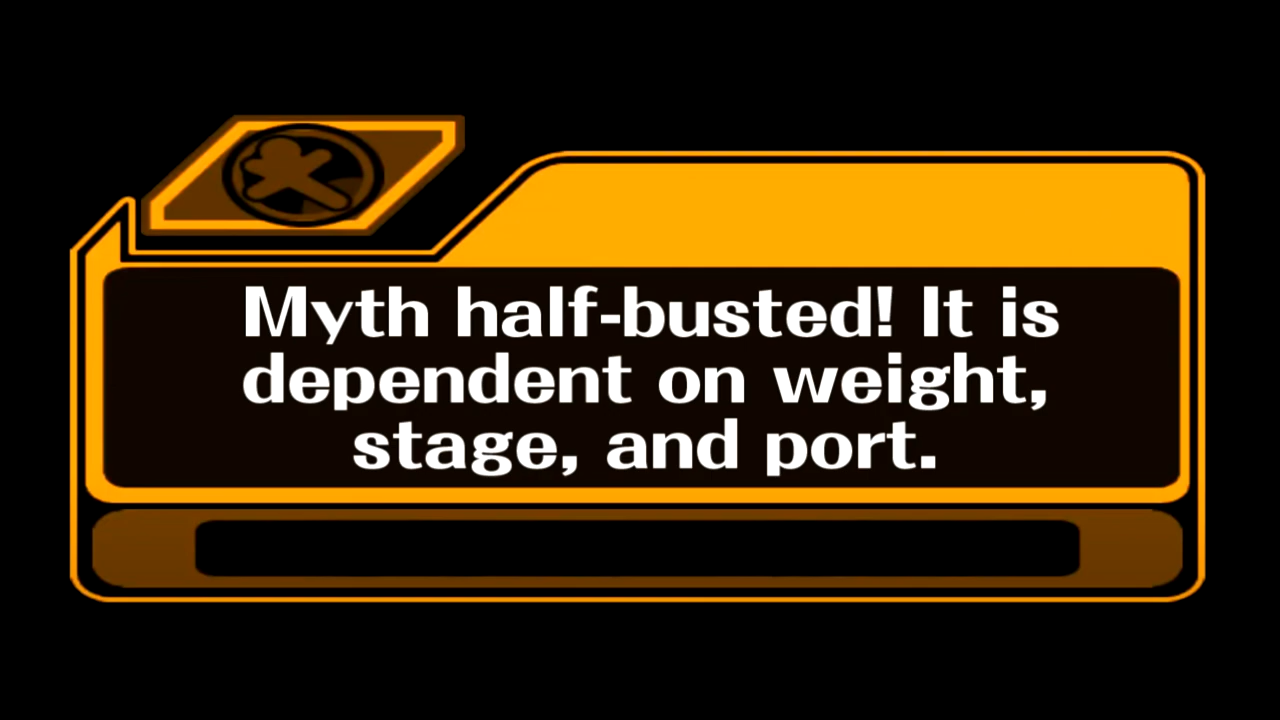 Myth half-busted! It is
dependent on weight,
stage, and port.